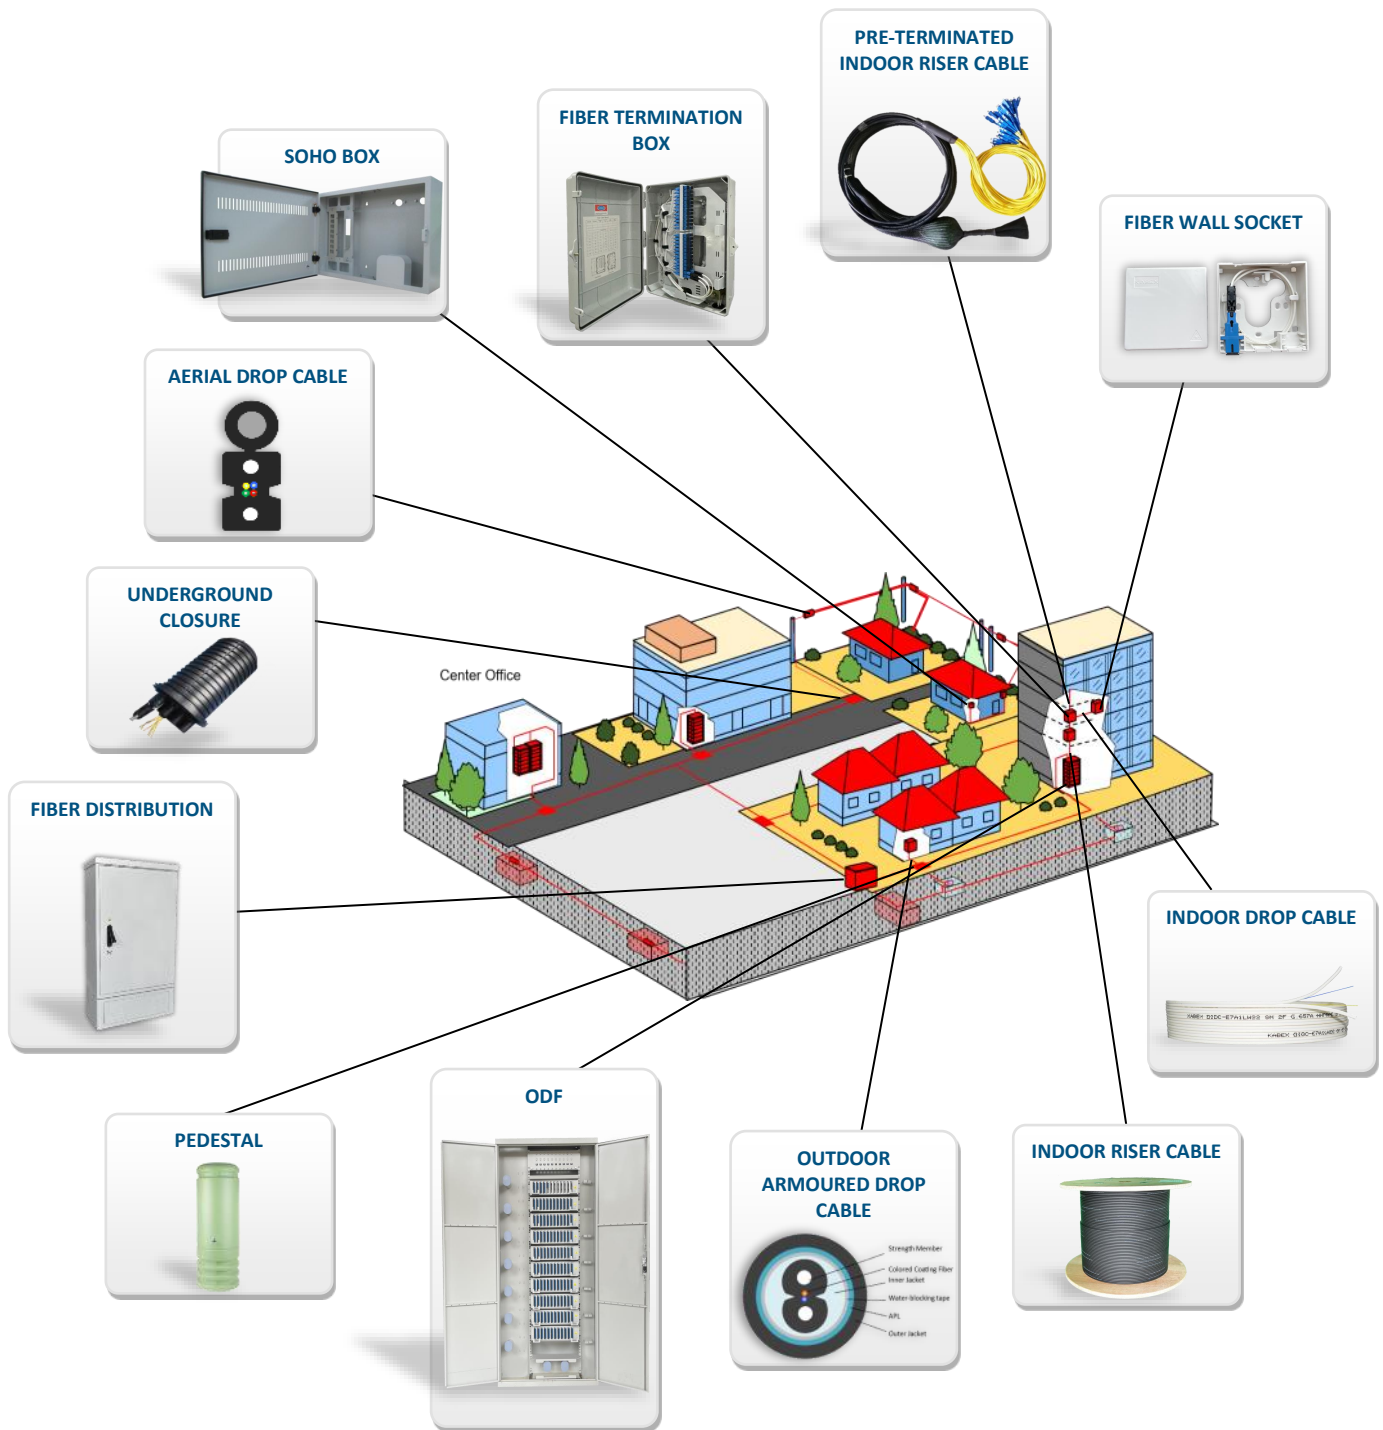 PRE-TERMINATED
INDOOR RISER CABLE
FIBER TERMINATION
BOX
SOHO BOX
FIBER WALL SOCKET
AERIAL DROP CABLE
UNDERGROUND
CLOSURE
Center Office
FIBER DISTRIBUTION
INDOOR DROP CABLE
PEDESTAL
ODF
OUTDOOR
ARMOURED DROP
CABLE
Strength Member
Colored Coating Fiber
Inner Jacket
Water-blocking tape
APL
Outer Jacket
INDOOR RISER CABLE